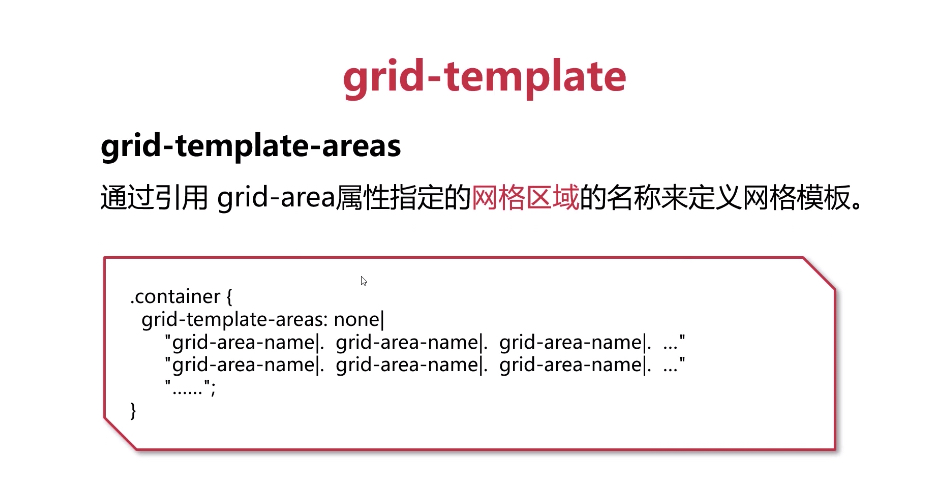 grid-template
grid-template-areas
通过引用 grid-area属性指定的网格区域的名称来定义网格模板。
.container {
grid-template-areas: none|
"grid-area-name|. grid-area-name|. grid-area-name|. ..."
"grid-area-name|. grid-area-name|. grid-area-name|. ..."
"......";
}